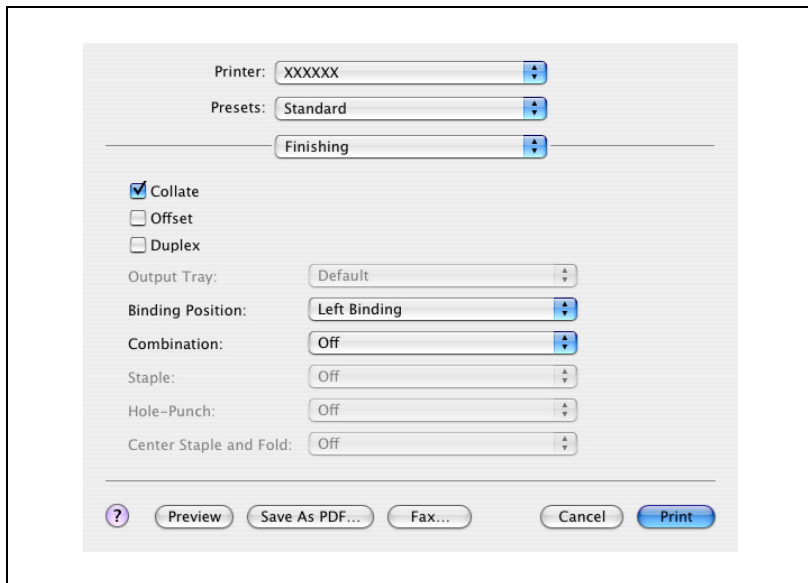 Printer: XXXXXX
Presets: Standard
Finishing
Collate
Offset
Duplex
Output Tray: Default
Binding Position: Left Binding
Combination: Off
Staple: Off
Hole-Punch: Off
Center Staple and Fold: Off
? Preview Save As PDF... Fax... Cancel Print